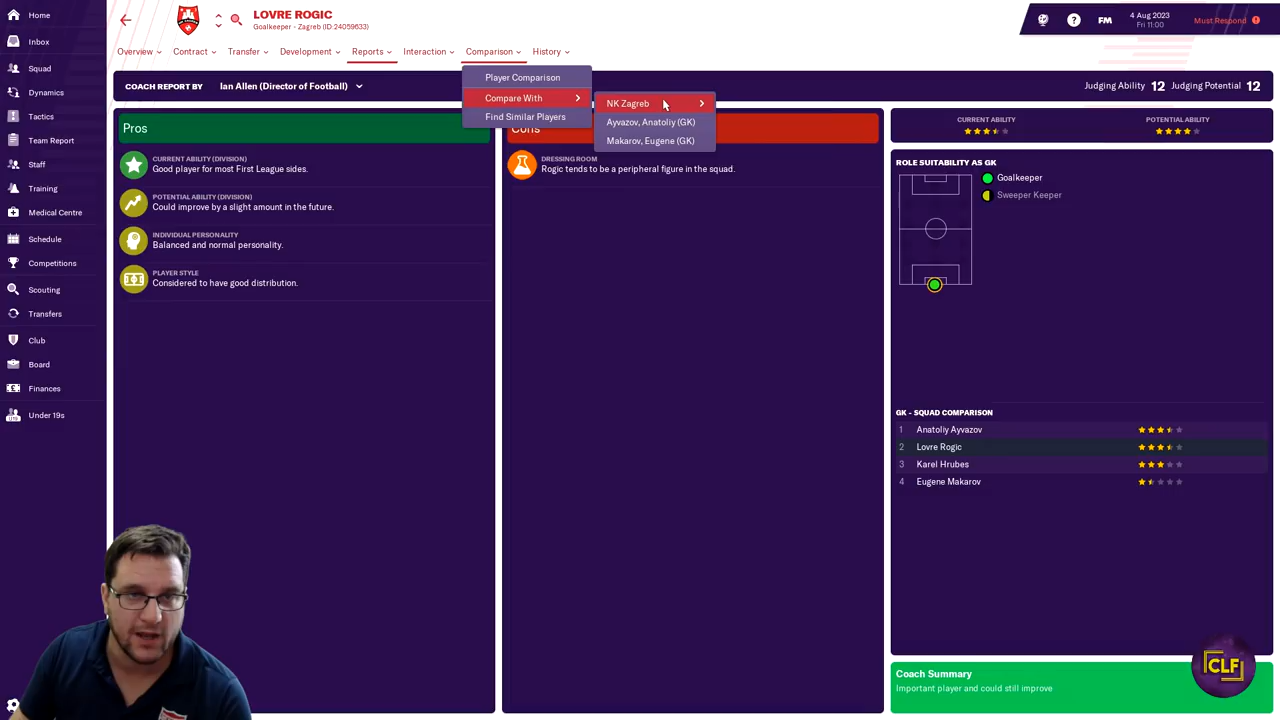 LOVRE ROGIC
Goalkeeper - Zagreb (ID:24059633)
?
FM
4 Aug 2023
Fri 11:00
Must Respond
Overview
Contract
Transfer
Development
Reports
Interaction
Comparison
History
Home
Inbox
Squad
Dynamics
Tactics
Team Report
Staff
Training
Medical Centre
Schedule
Competitions
Scouting
Transfers
Club
Board
Finances
Under 19s
Player Comparison
Compare With
Find Similar Players
NK Zagreb
Ayvazov, Anatoliy (GK)
Makarov, Eugene (GK)
COACH REPORT BY
Ian Allen (Director of Football)
Judging Ability 12
Judging Potential 12
Pros
CURRENT ABILITY (DIVISION)
Good player for most First League sides.
POTENTIAL ABILITY (DIVISION)
Could improve by a slight amount in the future.
INDIVIDUAL PERSONALITY
Balanced and normal personality.
PLAYER STYLE
Considered to have good distribution.
Cons
DRESSING ROOM
Rogic tends to be a peripheral figure in the squad.
CURRENT ABILITY
POTENTIAL ABILITY
ROLE SUITABILITY AS GK
Goalkeeper
Sweeper Keeper
GK - SQUAD COMPARISON
1 Anatoliy Ayvazov
2 Lovre Rogic
3 Karel Hrubes
4 Eugene Makarov
Coach Summary
Important player and could still improve
CLF